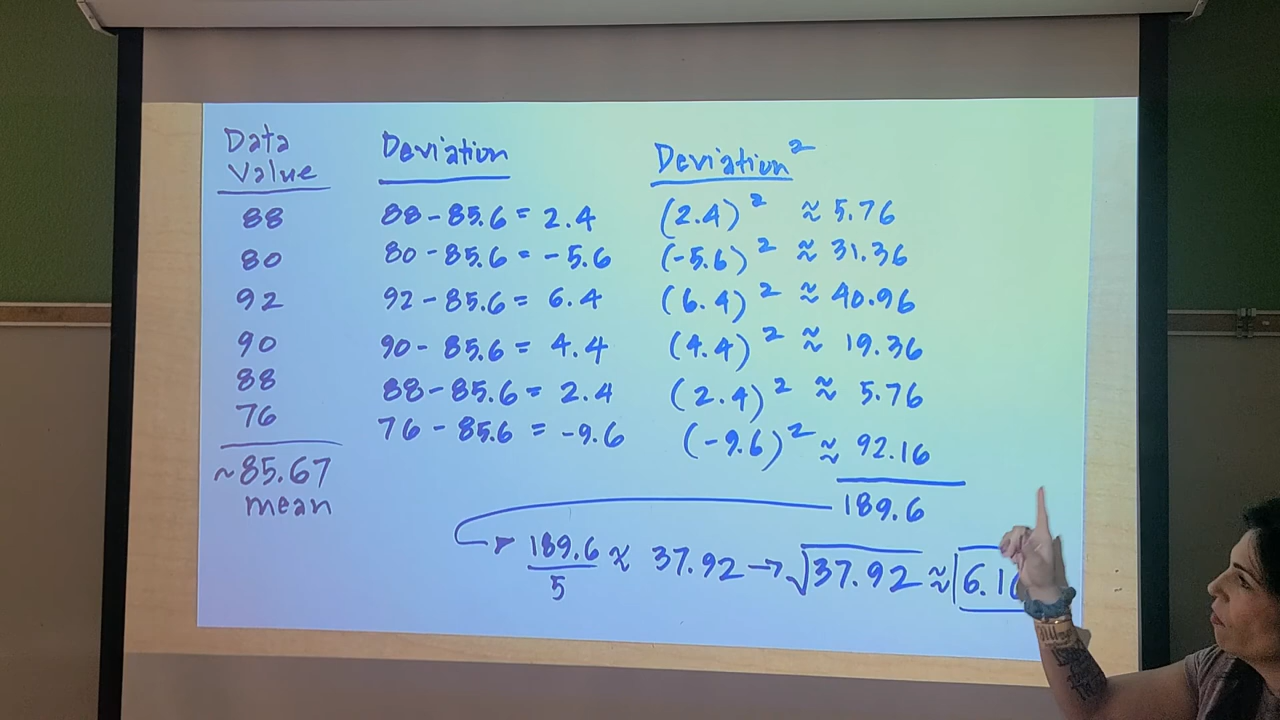 Data Value Deviation Deviation²
88 88 - 85.6 = 2.4 (2.4)² ≈ 5.76
80 80 - 85.6 = -5.6 (-5.6)² ≈ 31.36
92 92 - 85.6 = 6.4 (6.4)² ≈ 40.96
90 90 - 85.6 = 4.4 (4.4)² ≈ 19.36
88 88 - 85.6 = 2.4 (2.4)² ≈ 5.76
76 76 - 85.6 = -9.6 (-9.6)² ≈ 92.16
~85.67 189.6
mean
189.6/5 ≈ 37.92 → √37.92 ≈